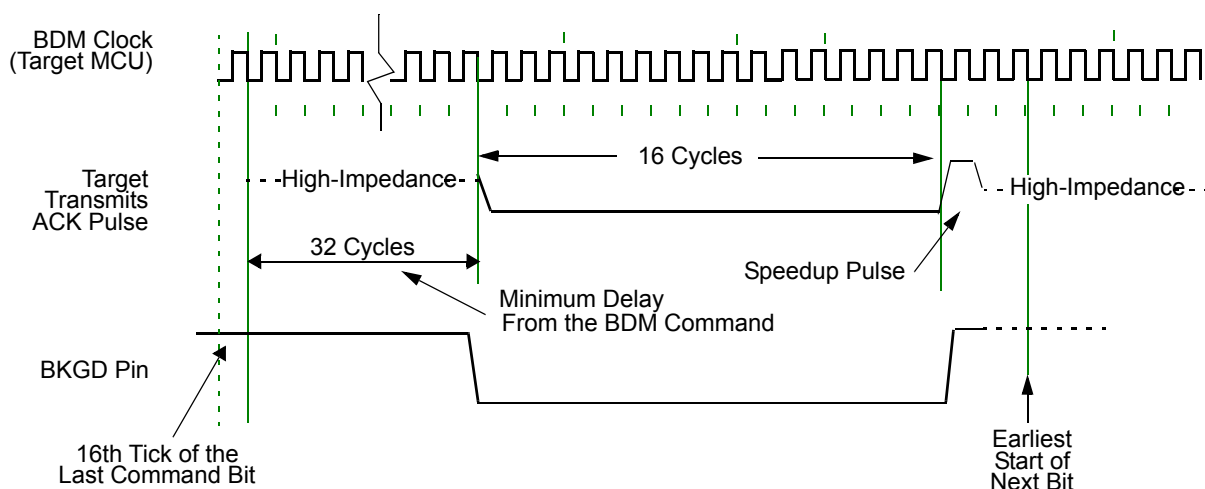 BDM Clock
(Target MCU)
16 Cycles
Target
Transmits
ACK Pulse
High-Impedance
High-Impedance
32 Cycles
Speedup Pulse
Minimum Delay
From the BDM Command
BKGD Pin
16th Tick of the
Last Command Bit
Earliest
Start of
Next Bit